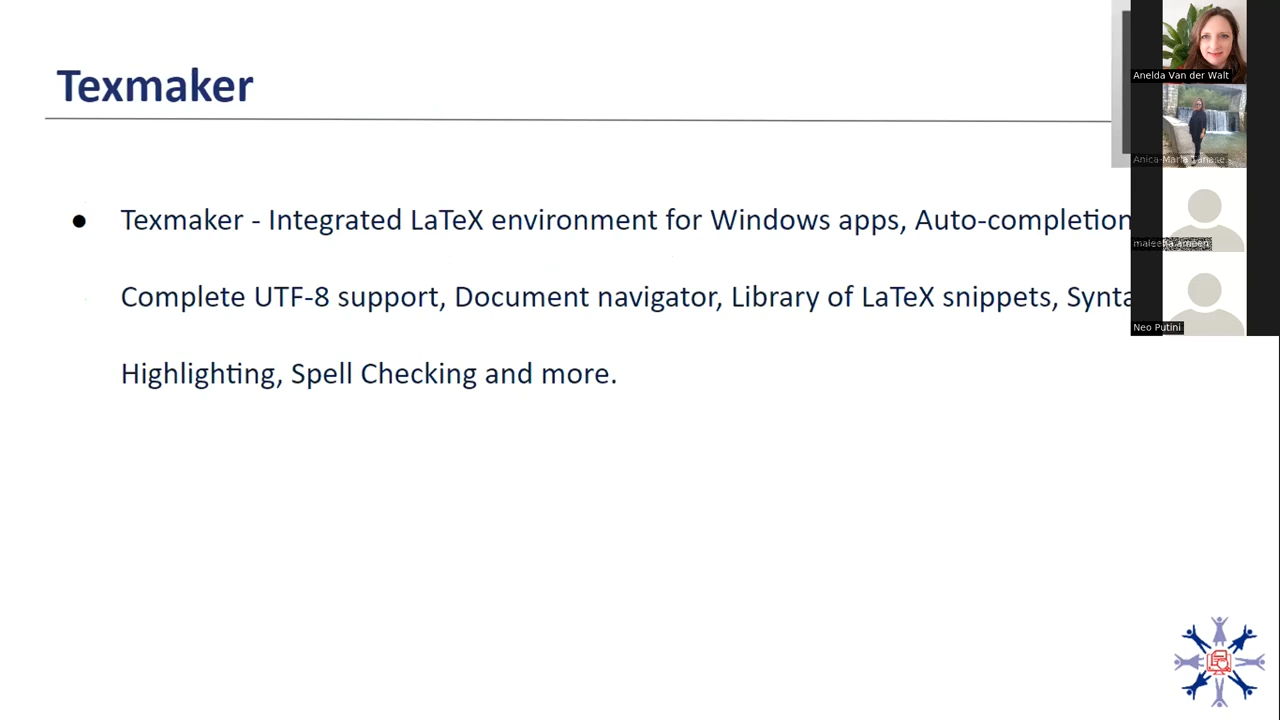 Texmaker
Anelda Van der Walt
● Texmaker - Integrated LaTeX environment for Windows apps, Auto-completion
Complete UTF-8 support, Document navigator, Library of LaTeX snippets, Synta
Highlighting, Spell Checking and more.
Anica-Maria Tanase
Neo Putini